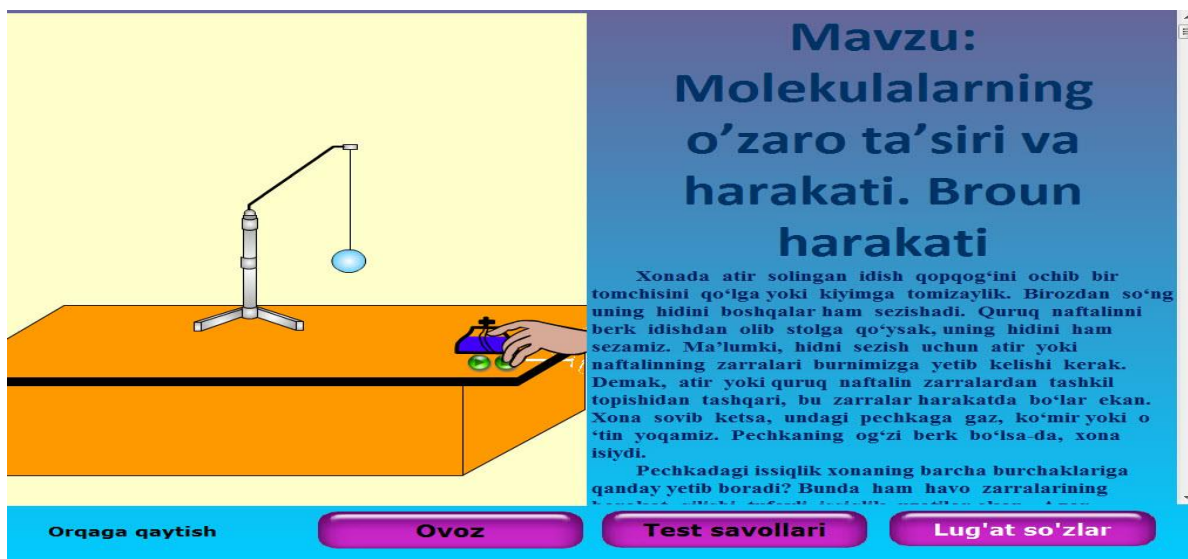 Mavzu:
Molekulalarning
o’zaro ta’siri va
harakati. Broun
harakati
Xonada atir solingan idish qopqog‘ini ochib bir
tomchisini qo‘lga yoki kiyimga tomizaylik. Birozdan so‘ng
uning hidini boshqalar ham sezishadi. Quruq naftalinni
berk idishdan olib stolga qo‘ysak, uning hidini ham
sezamiz. Ma’lumki, hidni sezish uchun atir yoki
naftalinning zarralari burnimizga yetib kelishi kerak.
Demak, atir yoki quruq naftalin zarralardan tashkil
topishidan tashqari, bu zarralar harakatda bo‘lar ekan.
Xona sovib ketsa, undagi pechkaga gaz, ko‘mir yoki o
‘tin yoqamiz. Pechkaning og‘zi berk bo‘lsa-da, xona
isiydi.
Pechkadagi issiqlik xonaning barcha burchaklariga
qanday yetib boradi? Bunda ham havo zarralarining
Orqaga qaytish
Ovoz
Test savollari
Lug'at so'zlar